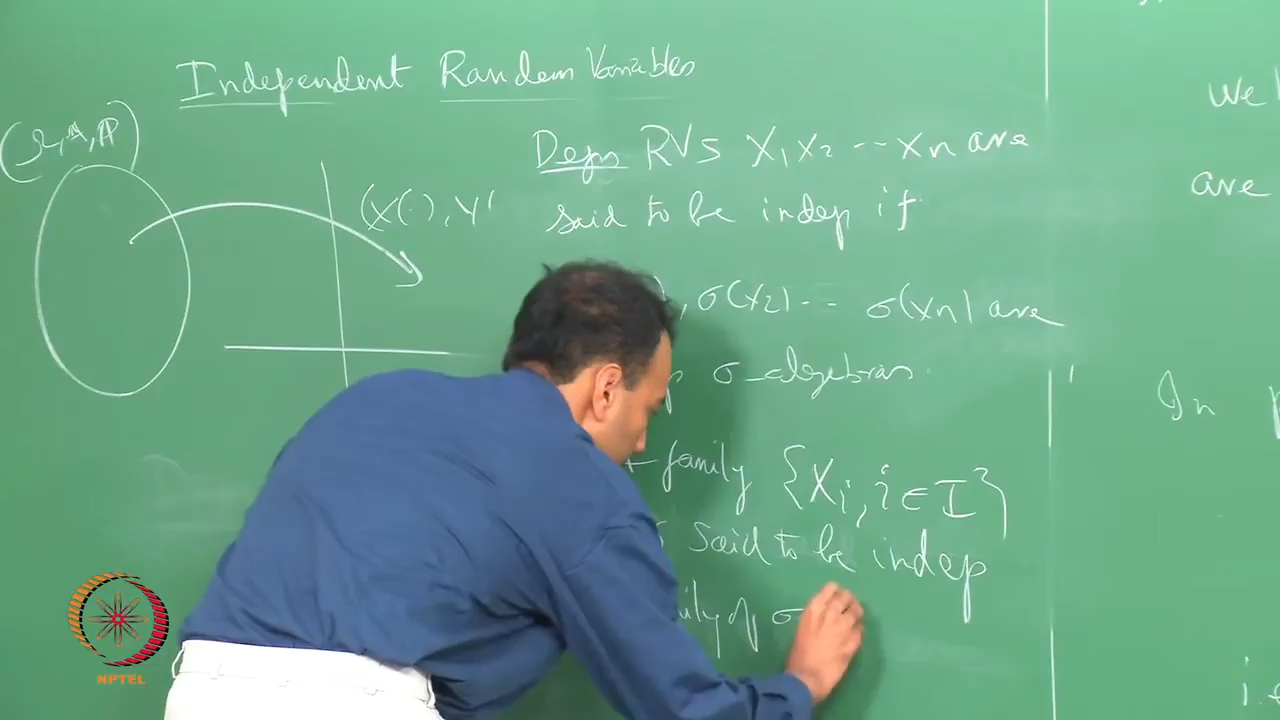 Independent Random Variables
(Ω, A, P)
Defn RVs X1 X2 -- Xn are
(X(.), Y
said to be indep if
, σ(X2) -- σ(Xn) are
σ-algebras.
family {Xi, i ∈ I}
said to be indep
of σ
We
are
In
i.
NPTEL